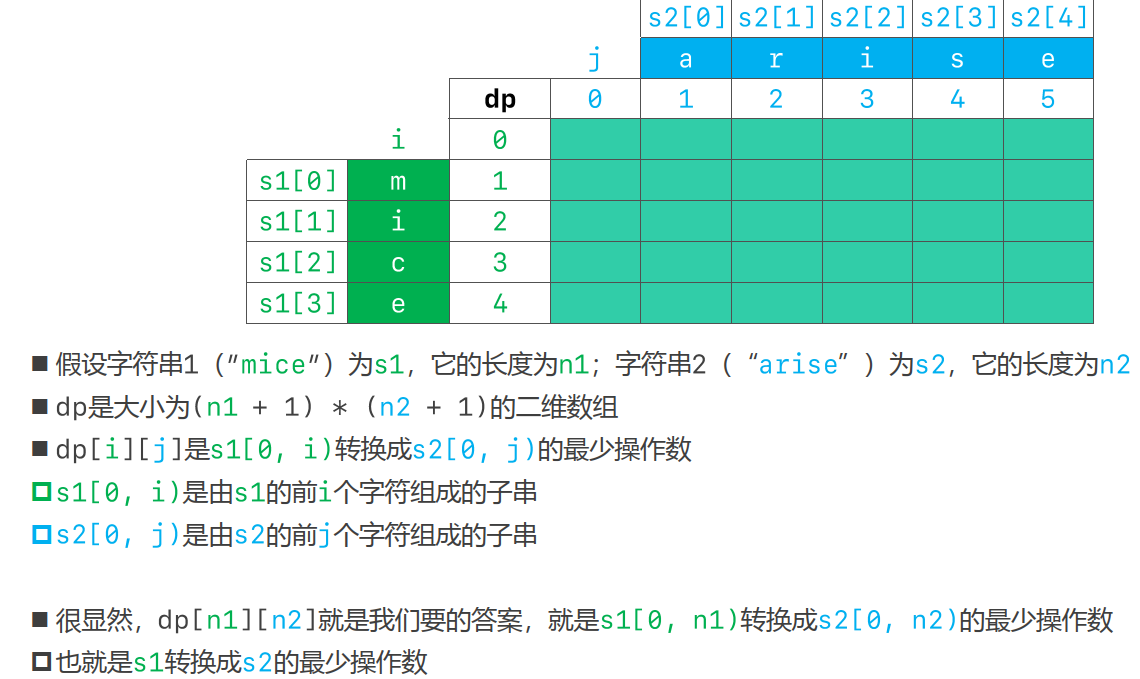 s2[0] s2[1] s2[2] s2[3] s2[4]
j a r i s e
dp 0 1 2 3 4 5
i 0
s1[0] m 1
s1[1] i 2
s1[2] c 3
s1[3] e 4
■ 假设字符串1（“mice”）为s1，它的长度为n1；字符串2（ “arise” ）为s2，它的长度为n2
■ dp是大小为(n1 + 1) * (n2 + 1)的二维数组
■ dp[i][j]是s1[0, i)转换成s2[0, j)的最少操作数
s1[0, i)是由s1的前i个字符组成的子串
s2[0, j)是由s2的前j个字符组成的子串
■ 很显然，dp[n1][n2]就是我们要的答案，就是s1[0, n1)转换成s2[0, n2)的最少操作数
也就是s1转换成s2的最少操作数